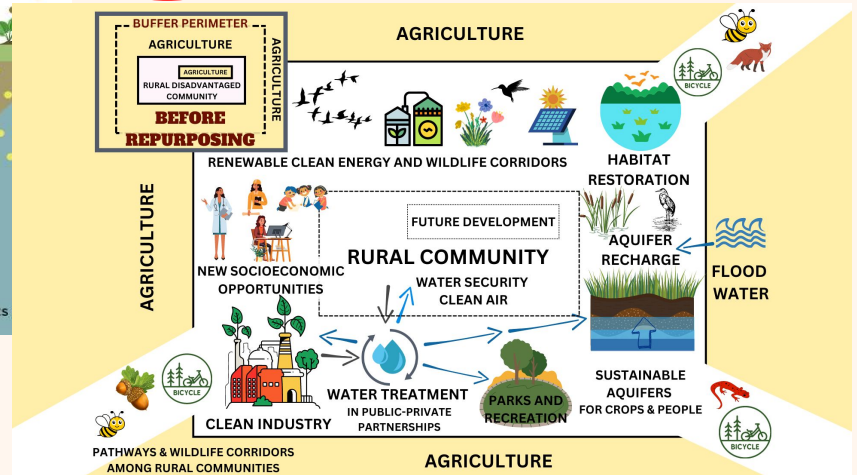 BUFFER PERIMETER
AGRICULTURE
AGRICULTURE
AGRICULTURE
RURAL DISADVANTAGED
COMMUNITY
BEFORE
REPURPOSING
AGRICULTURE
BICYCLE
RENEWABLE CLEAN ENERGY AND WILDLIFE CORRIDORS
HABITAT
RESTORATION
AGRICULTURE
FUTURE DEVELOPMENT
RURAL COMMUNITY
WATER SECURITY
CLEAN AIR
NEW SOCIOECONOMIC
OPPORTUNITIES
AQUIFER
RECHARGE
FLOOD
WATER
BICYCLE
CLEAN INDUSTRY
WATER TREATMENT
IN PUBLIC-PRIVATE
PARTNERSHIPS
PARKS AND
RECREATION
SUSTAINABLE
AQUIFERS
FOR CROPS & PEOPLE
BICYCLE
PATHWAYS & WILDLIFE CORRIDORS
AMONG RURAL COMMUNITIES
AGRICULTURE